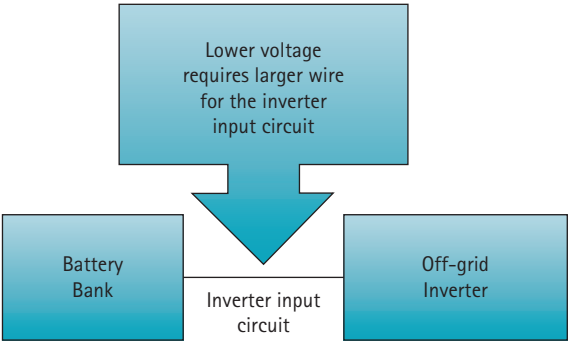 Lower voltage
requires larger wire
for the inverter
input circuit
Battery
Bank
Inverter input
circuit
Off-grid
Inverter